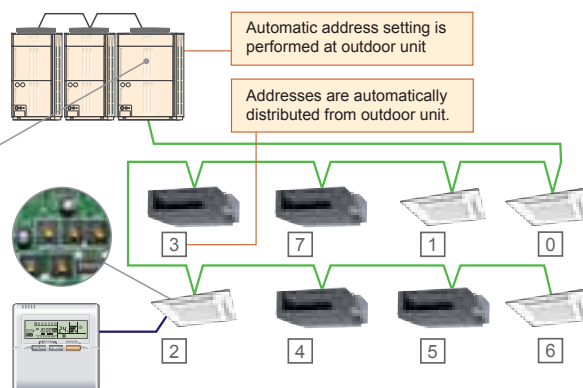 Automatic address setting is
performed at outdoor unit
Addresses are automatically
distributed from outdoor unit.
3 7 1 0
2 4 5 6